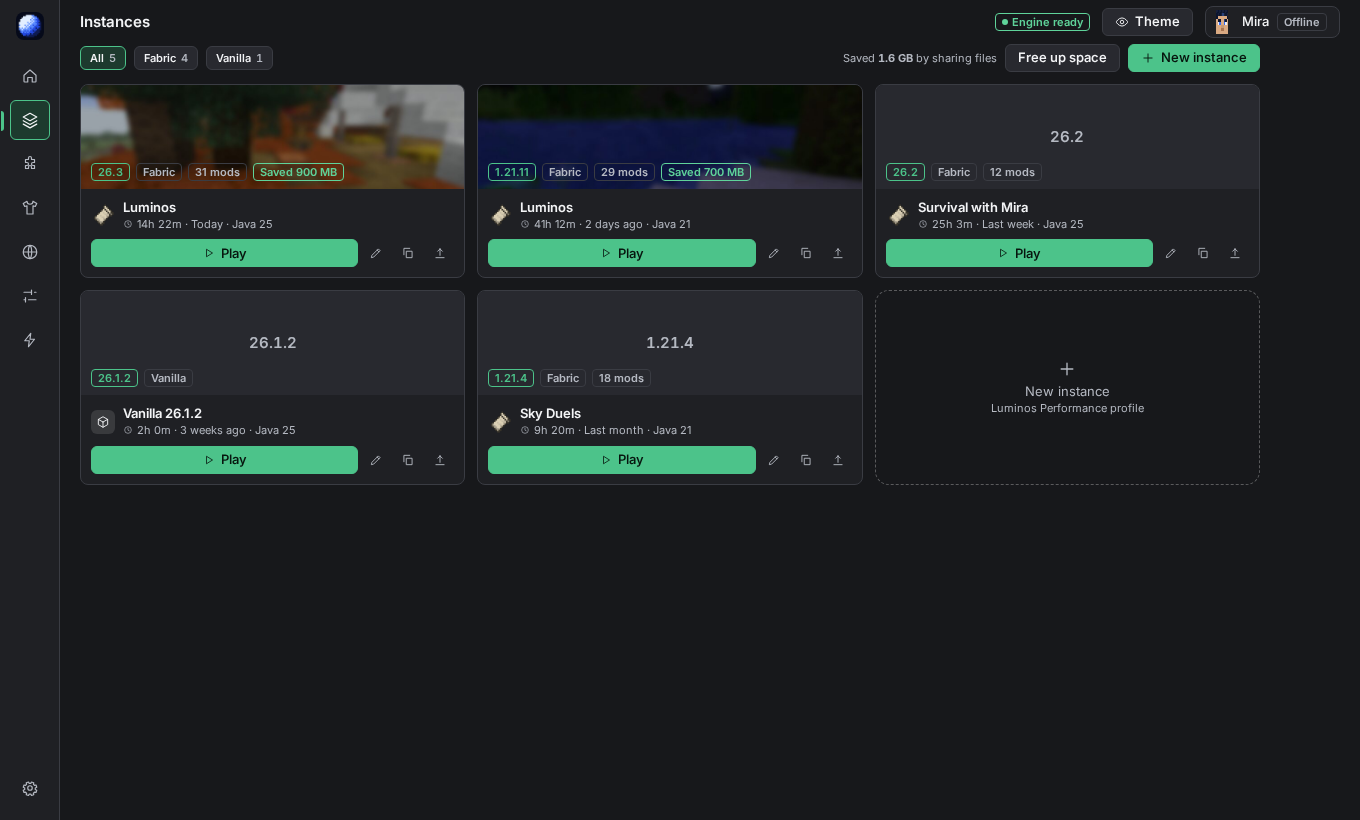 Instances
Engine ready
Theme
Mira Offline
All 5
Fabric 4
Vanilla 1
Saved 1.6 GB by sharing files
Free up space
New instance
26.3 Fabric 31 mods Saved 900 MB
Luminos
14h 22m · Today · Java 25
Play
1.21.11 Fabric 29 mods Saved 700 MB
Luminos
41h 12m · 2 days ago · Java 21
Play
26.2
26.2 Fabric 12 mods
Survival with Mira
25h 3m · Last week · Java 25
Play
26.1.2
26.1.2 Vanilla
Vanilla 26.1.2
2h 0m · 3 weeks ago · Java 25
Play
1.21.4
1.21.4 Fabric 18 mods
Sky Duels
9h 20m · Last month · Java 21
Play
New instance
Luminos Performance profile